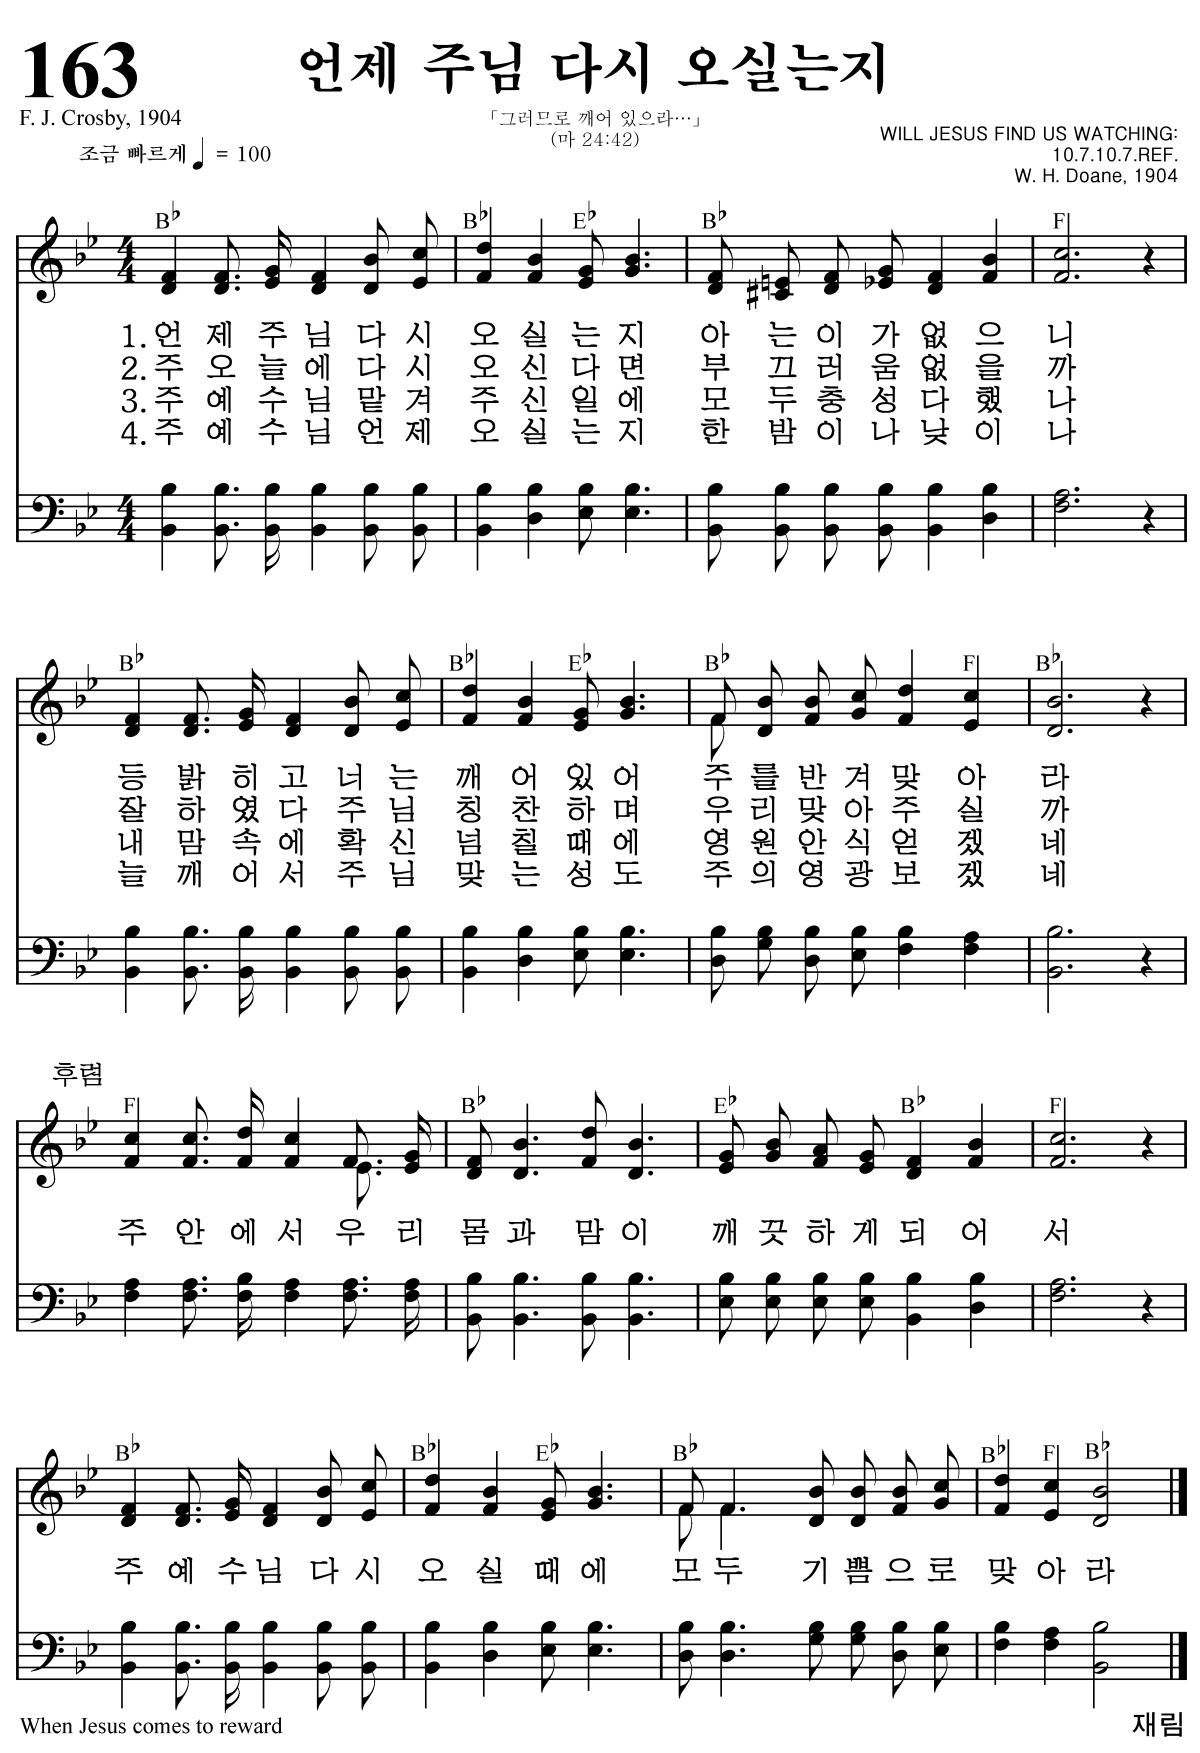 163
언제 주님 다시 오실는지
F. J. Crosby, 1904
「그러므로 깨어 있으라…」
(마 24:42)
조금 빠르게 ♩ = 100
WILL JESUS FIND US WATCHING:
10.7.10.7.REF.
W. H. Doane, 1904
B♭ B♭ E♭ B♭ F
1. 언 제 주 님 다 시 오 실 는 지 아 는 이 가 없 으 니
2. 주 오 늘 에 다 시 오 신 다 면 부 끄 러 움 없 을 까
3. 주 예 수 님 맡 겨 주 신 일 에 모 두 충 성 다 했 나
4. 주 예 수 님 언 제 오 실 는 지 한 밤 이 나 낮 이 나
B♭ B♭ E♭ B♭ F B♭
등 밝 히 고 너 는 깨 어 있 어 주 를 반 겨 맞 아 라
잘 하 였 다 주 님 칭 찬 하 며 우 리 맞 아 주 실 까
내 맘 속 에 확 신 넘 칠 때 에 영 원 안 식 얻 겠 네
늘 깨 어 서 주 님 맞 는 성 도 주 의 영 광 보 겠 네
후렴
F B♭ E♭ B♭ F
주 안 에 서 우 리 몸 과 맘 이 깨 끗 하 게 되 어 서
B♭ B♭ E♭ B♭ B♭ F B♭
주 예 수 님 다 시 오 실 때 에 모 두 기 쁨 으 로 맞 아 라
When Jesus comes to reward
재림